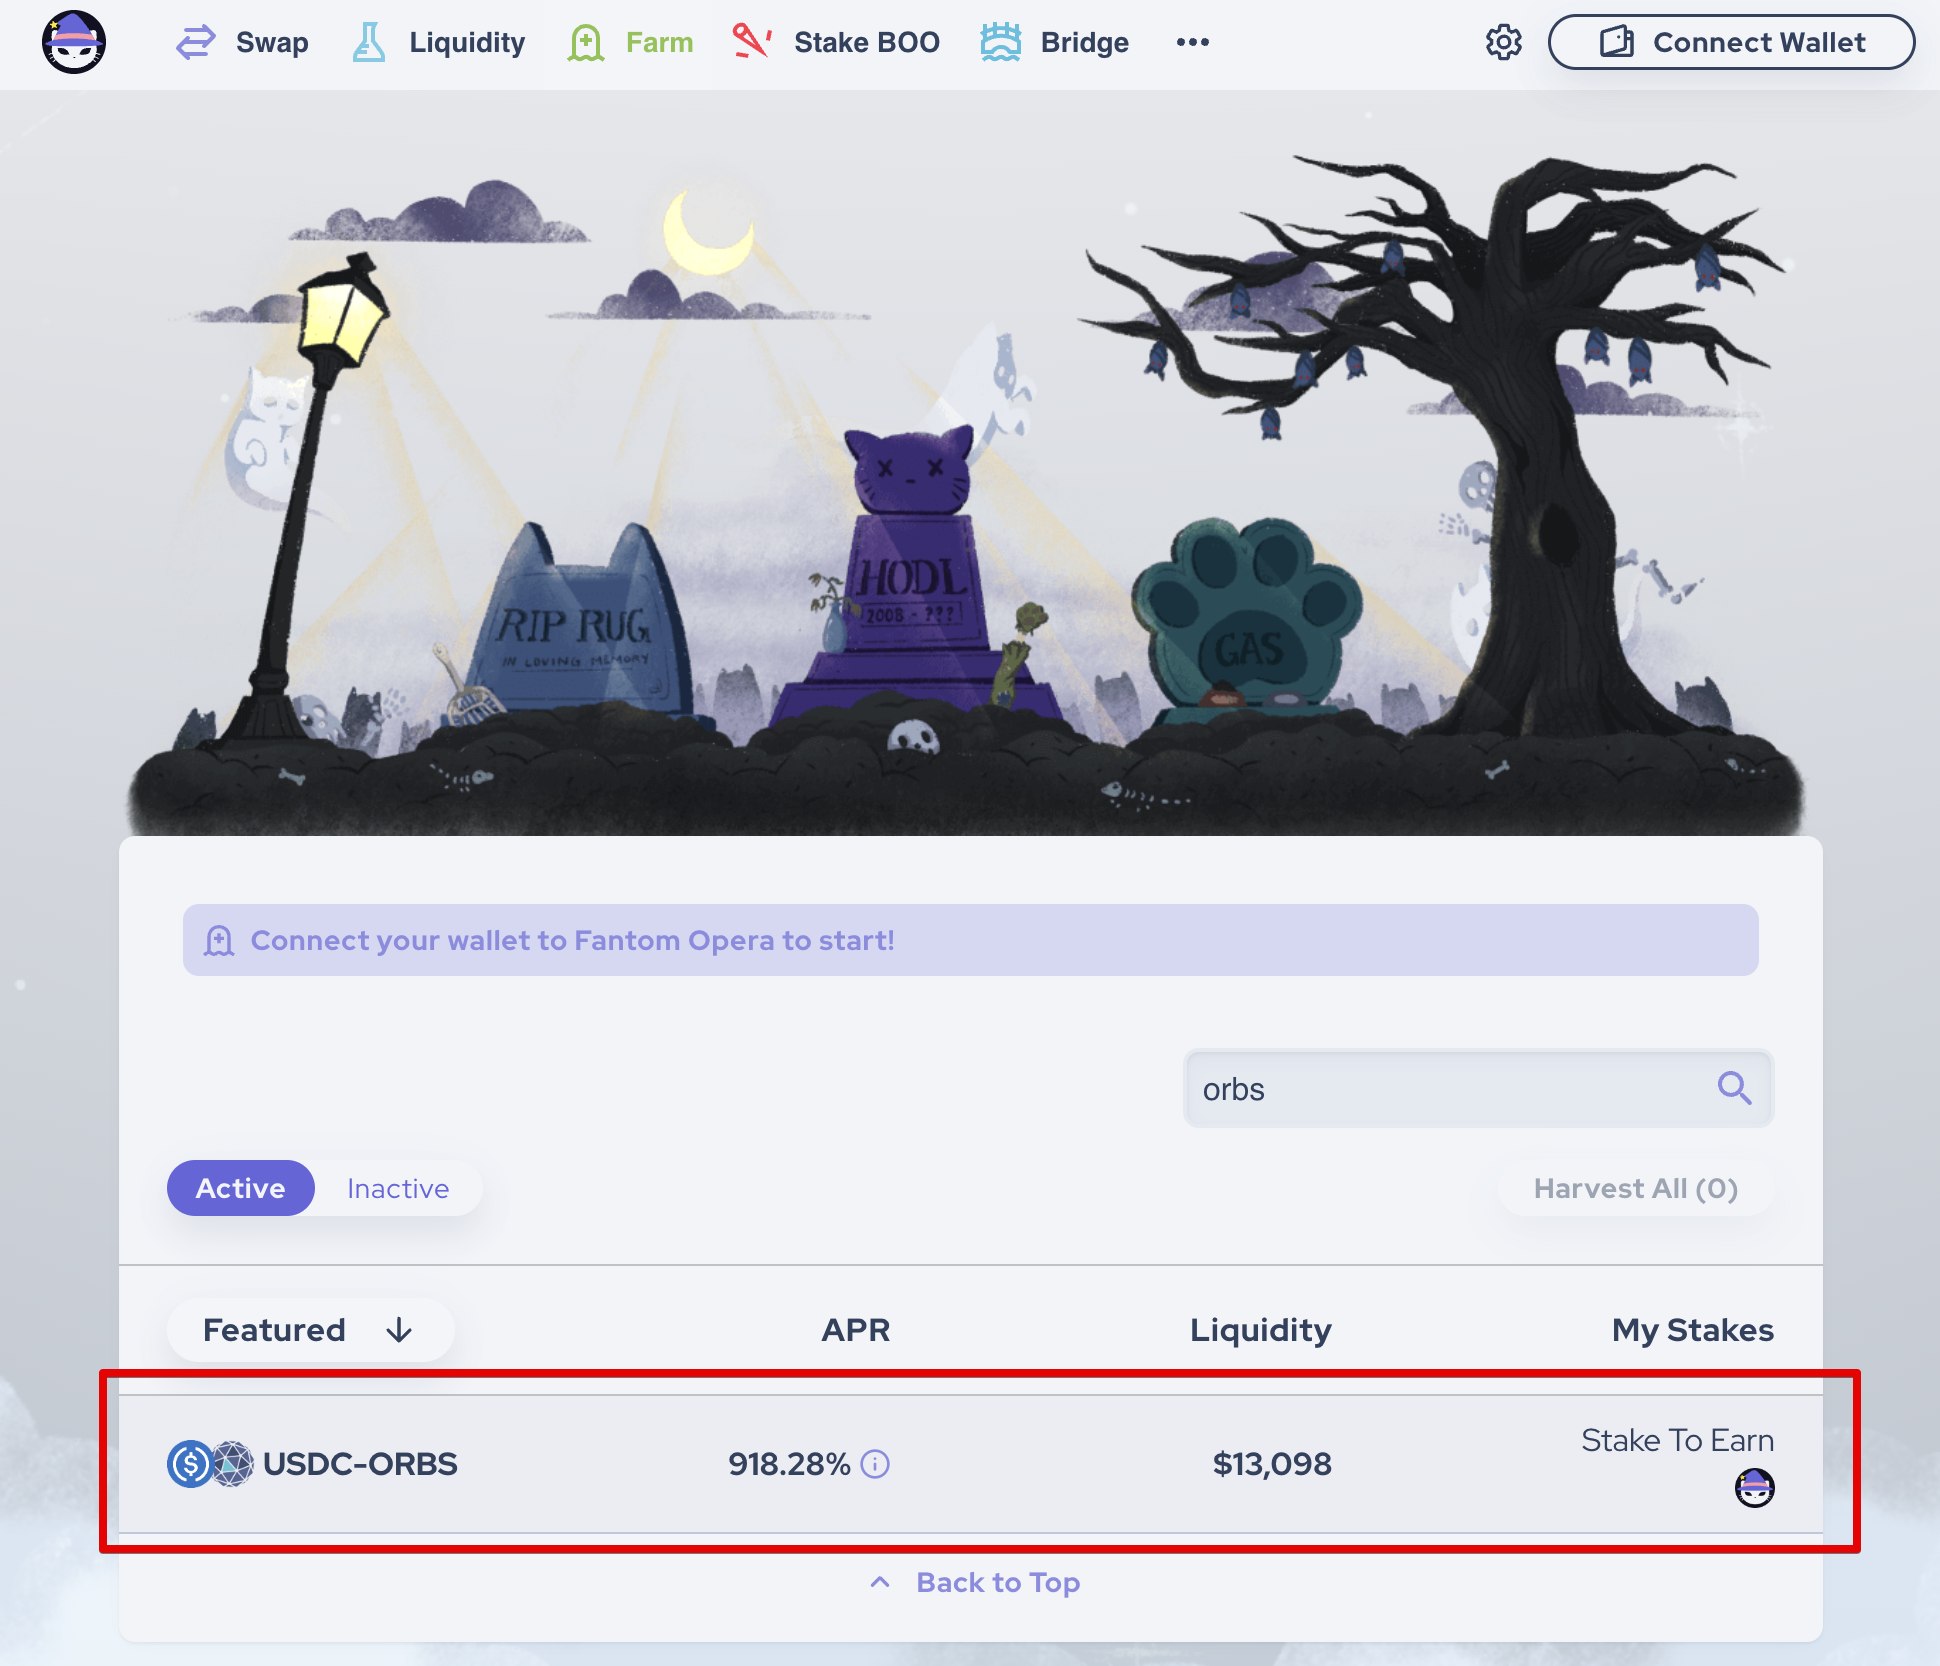 Swap Liquidity Farm Stake BOO Bridge Connect Wallet
RIP RUG
IN LOVING MEMORY
HODL
2008 - ???
GAS
Connect your wallet to Fantom Opera to start!
orbs
Active Inactive Harvest All (0)
Featured APR Liquidity My Stakes
USDC-ORBS 918.28% $13,098 Stake To Earn
Back to Top